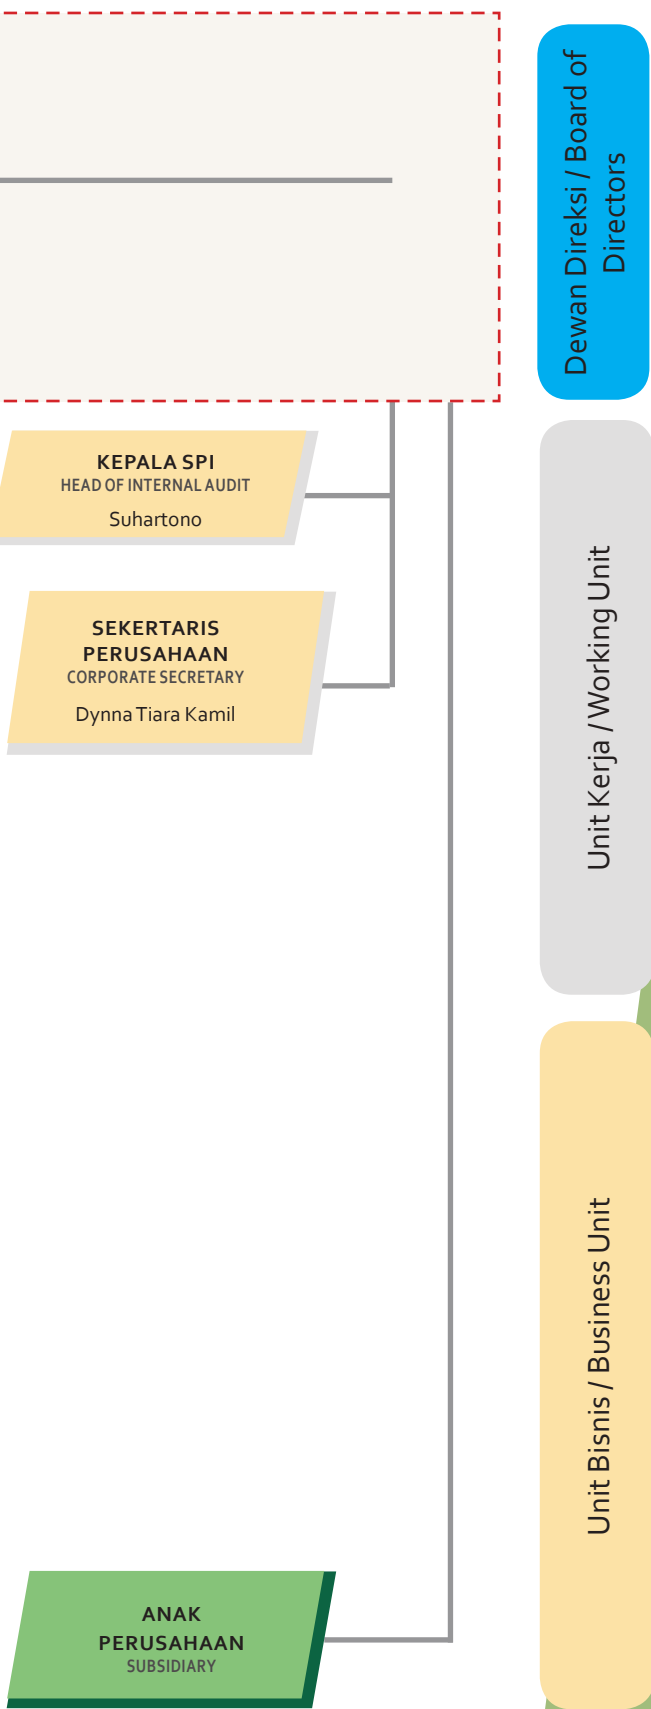 Dewan Direksi / Board of
Directors
KEPALA SPI
HEAD OF INTERNAL AUDIT
Suhartono
SEKERTARIS
PERUSAHAAN
CORPORATE SECRETARY
Dynna Tiara Kamil
Unit Kerja / Working Unit
Unit Bisnis / Business Unit
ANAK
PERUSAHAAN
SUBSIDIARY